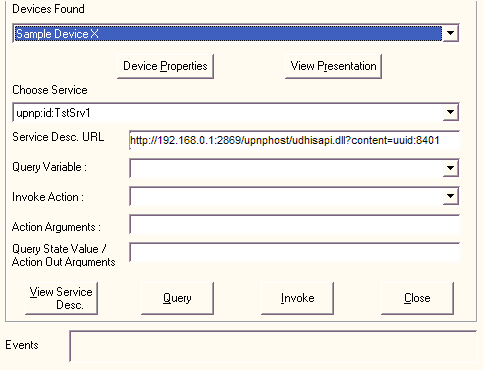 Devices Found
Sample Device X
Device Properties
View Presentation
Choose Service
upnp:id:TstSrv1
Service Desc. URL
http://192.168.0.1:2869/upnphost/udhisapi.dll?content=uuid:8401
Query Variable :
Invoke Action :
Action Arguments :
Query State Value /
Action Out Arguments
View Service
Desc.
Query
Invoke
Close
Events